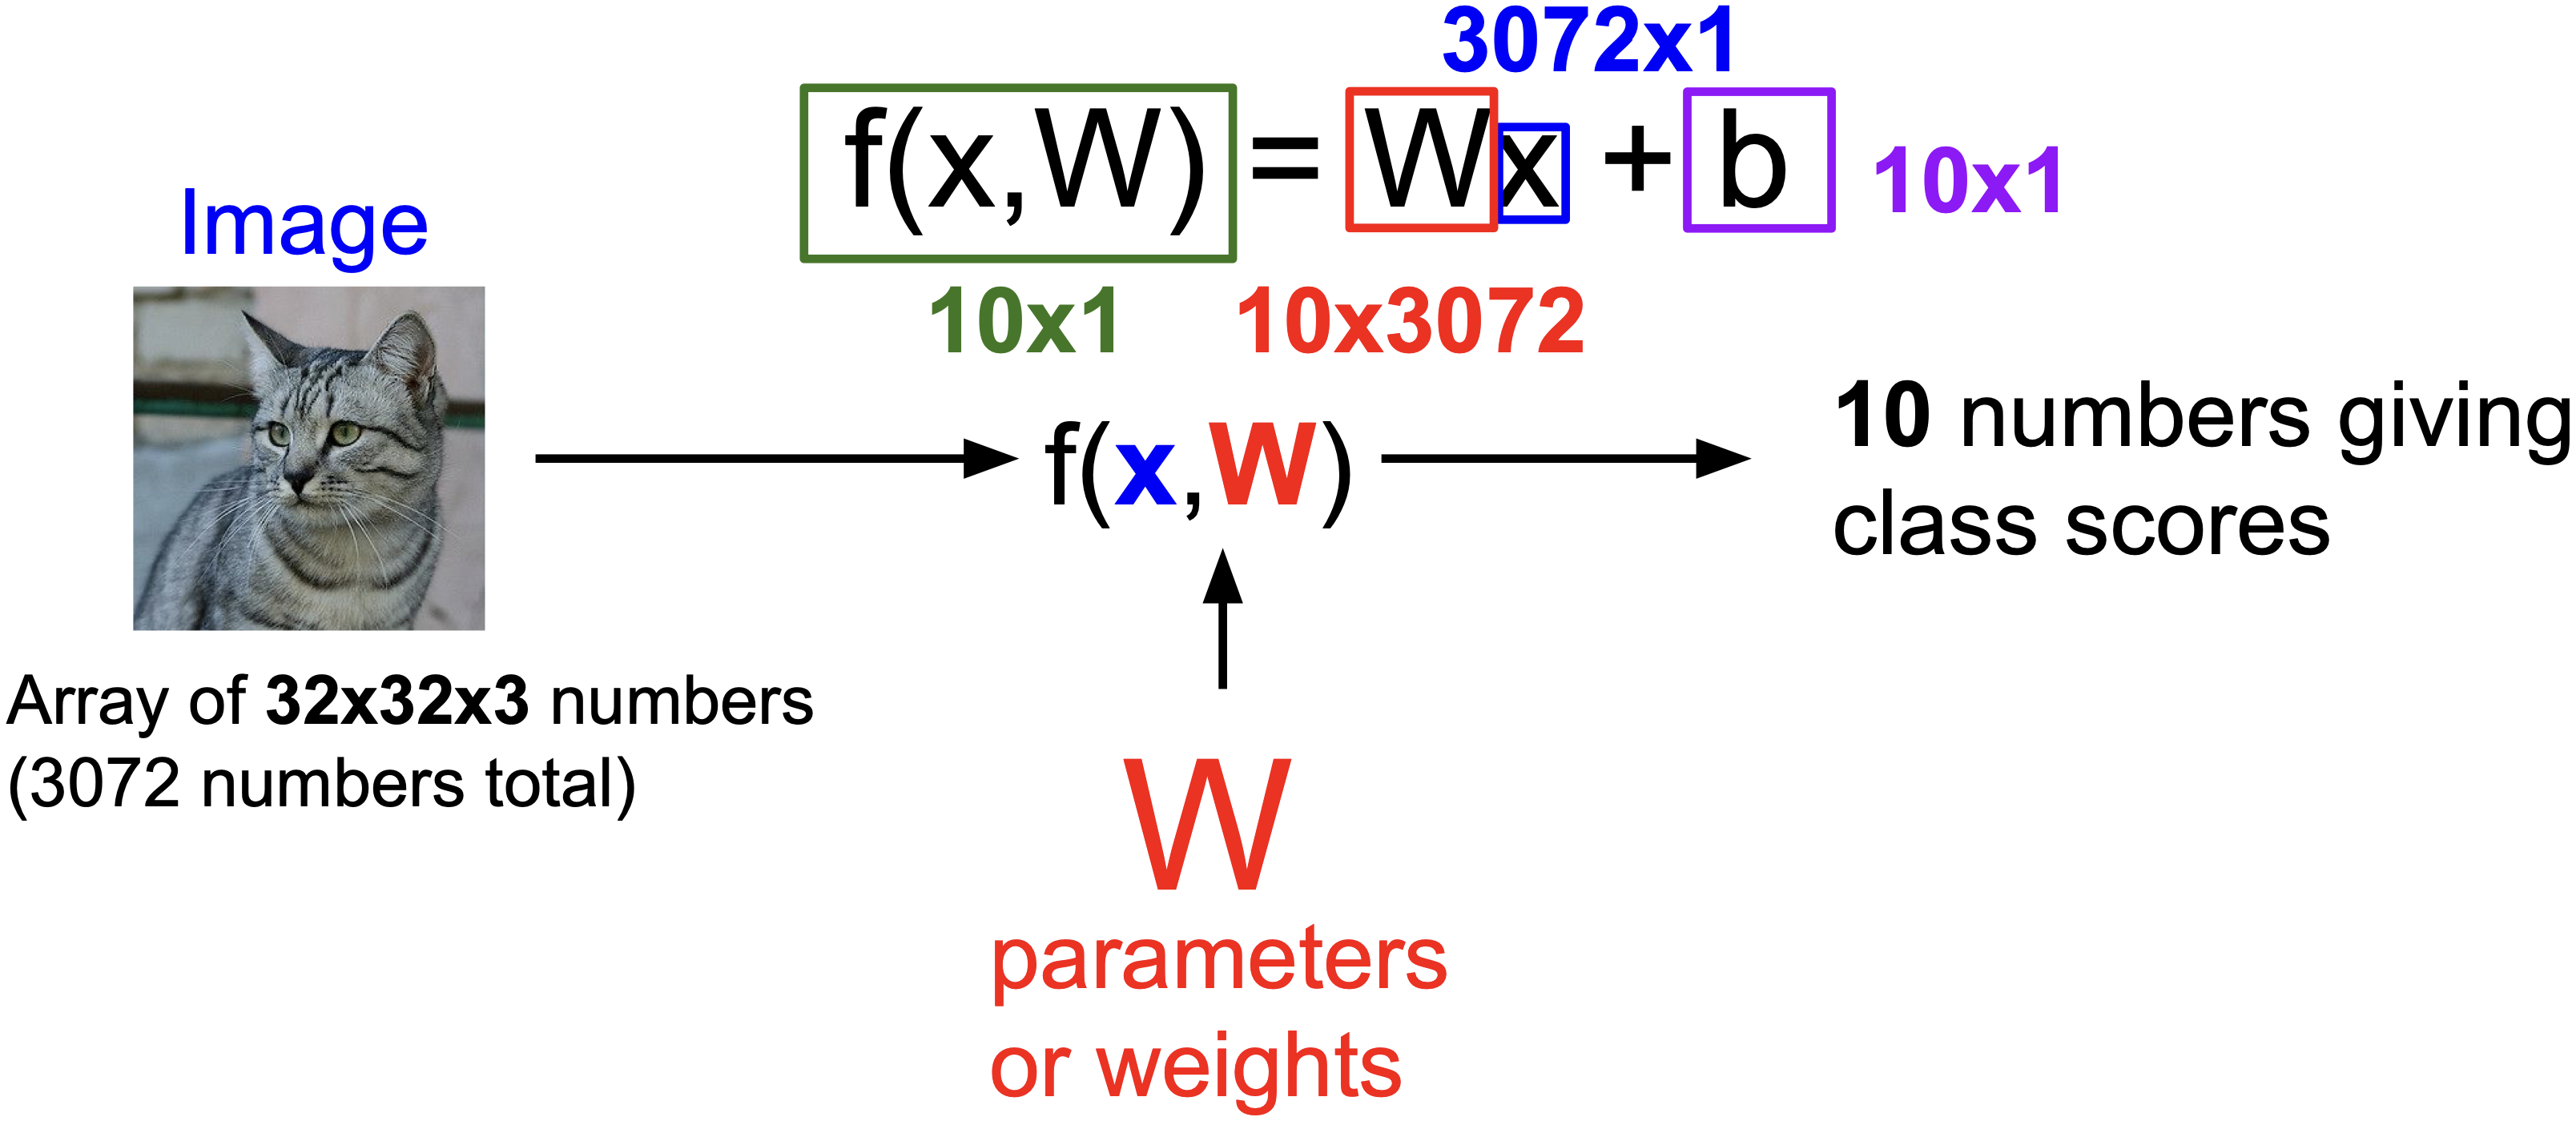 3072x1
f(x,W) = Wx + b 10x1
10x1 10x3072
Image
f(x,W)
10 numbers giving
class scores
Array of 32x32x3 numbers
(3072 numbers total)
W
parameters
or weights